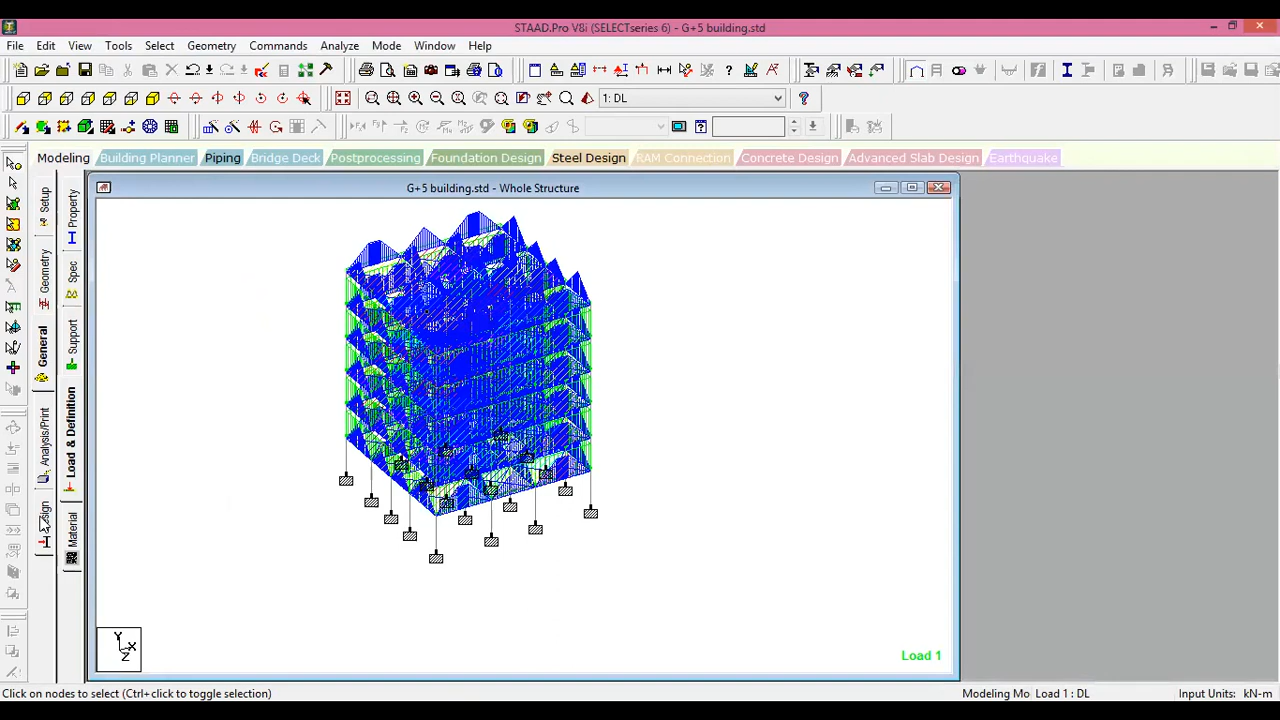 STAAD.Pro V8i (SELECTseries 6) - G+5 building.std
File Edit View Tools Select Geometry Commands Analyze Mode Window Help
1: DL
Modeling Building Planner Piping Bridge Deck Postprocessing Foundation Design Steel Design RAM Connection Concrete Design Advanced Slab Design Earthquake
G+5 building.std - Whole Structure
Setup
Geometry
General
Analysis/Print
Property
Spec
Support
Load & Definition
Material
Y
X
Z
Load 1
Click on nodes to select (Ctrl+click to toggle selection) Modeling Mo Load 1 : DL Input Units: kN-m